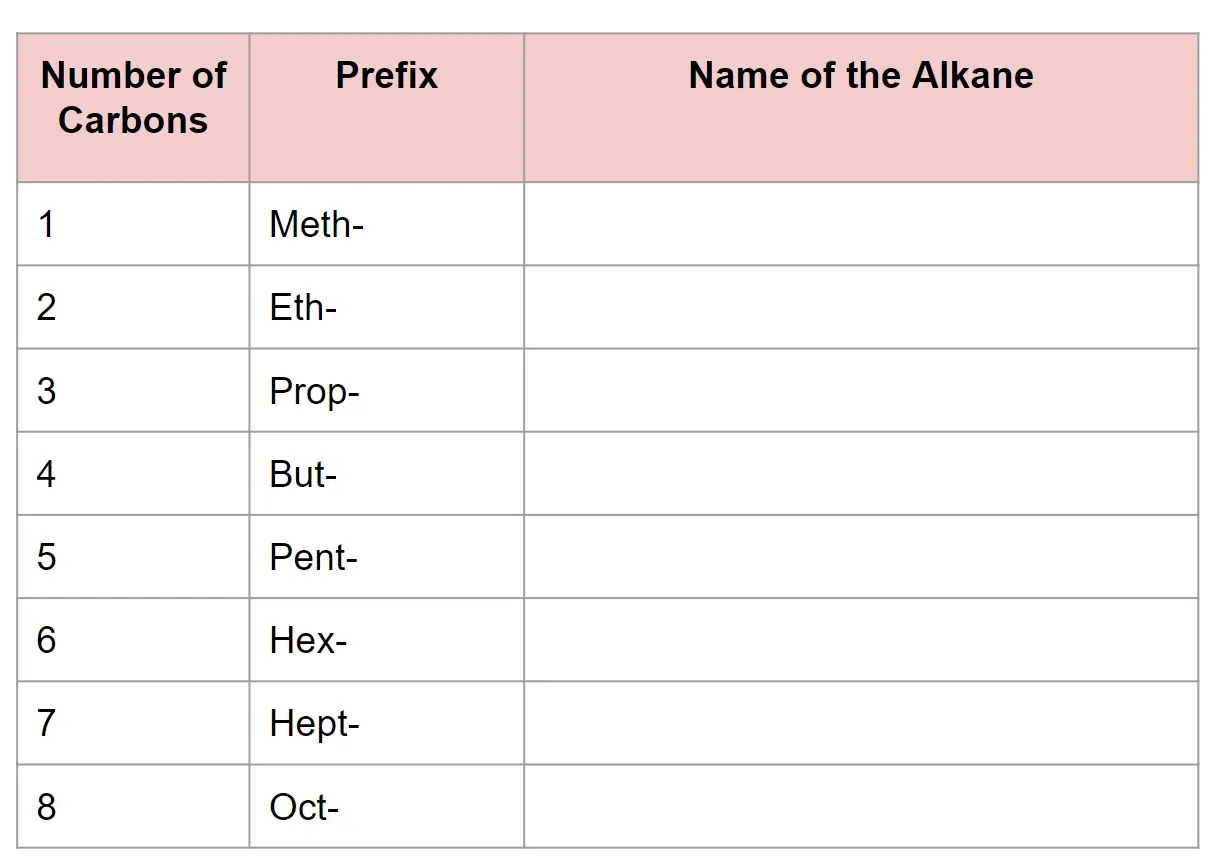 Number of
Carbons
Prefix
Name of the Alkane
1 Meth-
2 Eth-
3 Prop-
4 But-
5 Pent-
6 Hex-
7 Hept-
8 Oct-